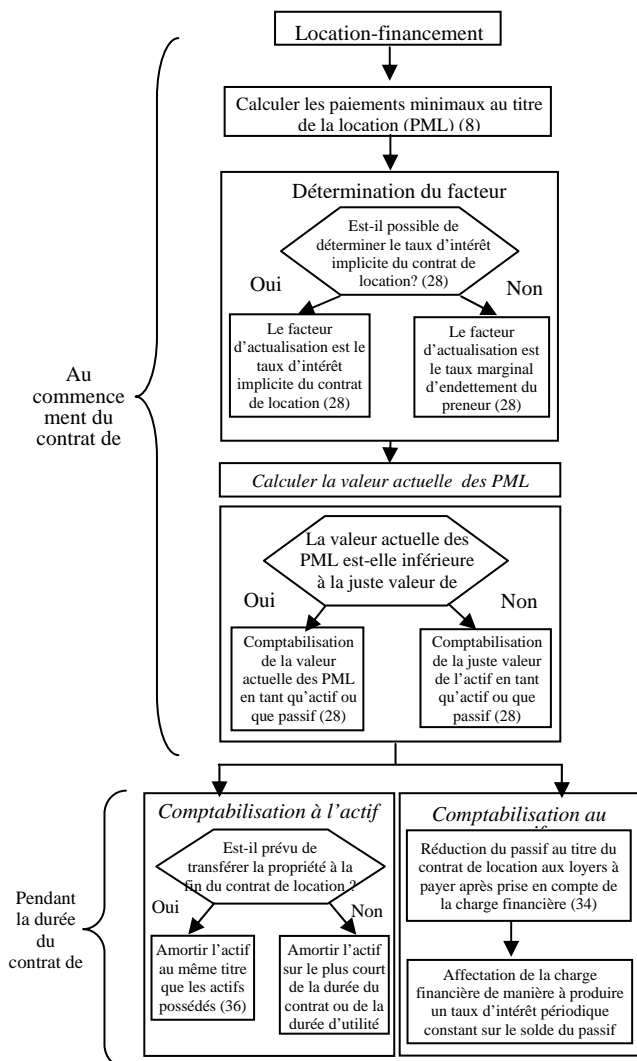 Location-financement
Calculer les paiements minimaux au titre
de la location (PML) (8)
Détermination du facteur
Est-il possible de
déterminer le taux d'intérêt
implicite du contrat de
location? (28)
Oui
Non
Le facteur
d'actualisation est le
taux d'intérêt
implicite du contrat
de location (28)
Le facteur
d'actualisation est
le taux marginal
d'endettement du
preneur (28)
Au
commence
ment du
contrat de
Calculer la valeur actuelle des PML
La valeur actuelle des
PML est-elle inférieure
à la juste valeur de
Oui
Non
Comptabilisation
de la valeur
actuelle des PML
en tant qu'actif ou
que passif (28)
Comptabilisation
de la juste valeur
de l'actif en tant
qu'actif ou que
passif (28)
Comptabilisation à l'actif
Est-il prévu de
transférer la propriété à la
fin du contrat de location ?
Oui
Non
Amortir l'actif
au même titre
que les actifs
possédés (36)
Amortir l'actif
sur le plus court
de la durée du
contrat ou de la
durée d'utilité
Comptabilisation au
Réduction du passif au titre du
contrat de location aux loyers à
payer après prise en compte de
la charge financière (34)
Affectation de la charge
financière de manière à produire
un taux d'intérêt périodique
constant sur le solde du passif
Pendant
la durée
du
contrat de